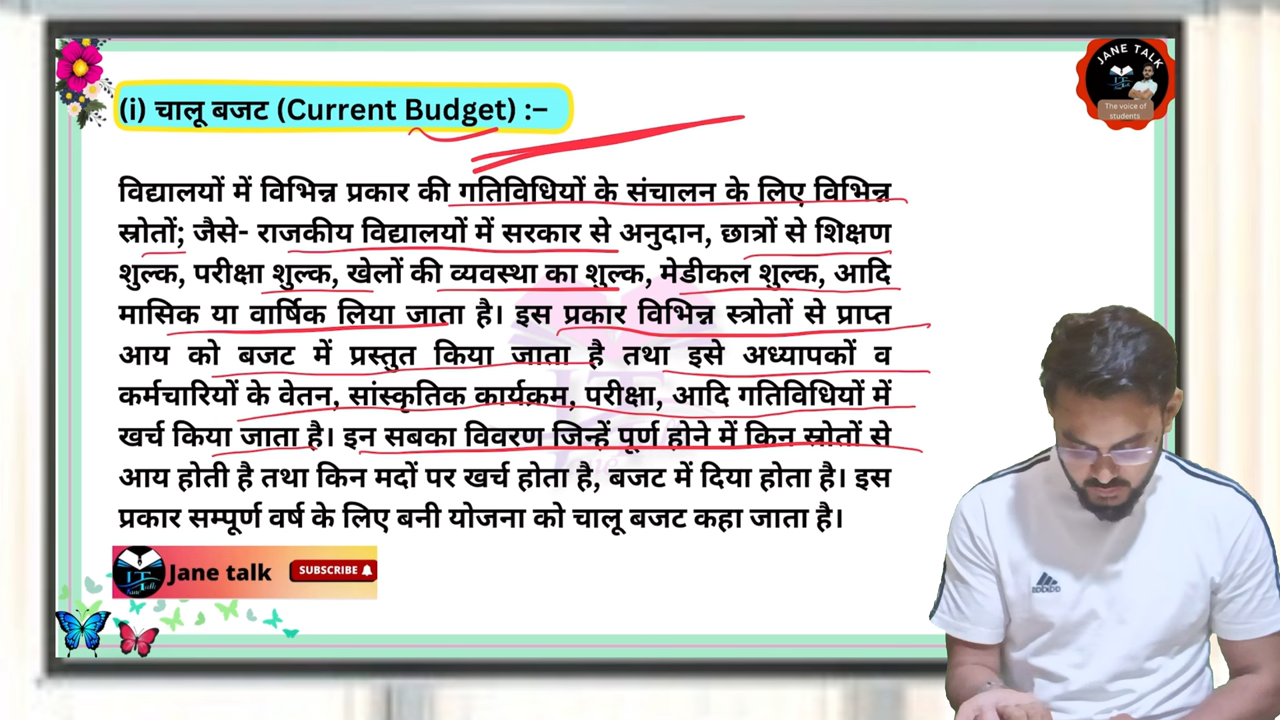 (i) चालू बजट (Current Budget) :–
JANE TALK
The voice of
students
विद्यालयों में विभिन्न प्रकार की गतिविधियों के संचालन के लिए विभिन्न
स्रोतों; जैसे- राजकीय विद्यालयों में सरकार से अनुदान, छात्रों से शिक्षण
शुल्क, परीक्षा शुल्क, खेलों की व्यवस्था का शुल्क, मेडीकल शुल्क, आदि
मासिक या वार्षिक लिया जाता है। इस प्रकार विभिन्न स्त्रोतों से प्राप्त
आय को बजट में प्रस्तुत किया जाता है तथा इसे अध्यापकों व
कर्मचारियों के वेतन, सांस्कृतिक कार्यक्रम, परीक्षा, आदि गतिविधियों में
खर्च किया जाता है। इन सबका विवरण जिन्हें पूर्ण होने में किन स्रोतों से
आय होती है तथा किन मदों पर खर्च होता है, बजट में दिया होता है। इस
प्रकार सम्पूर्ण वर्ष के लिए बनी योजना को चालू बजट कहा जाता है।
Jane talk
SUBSCRIBE